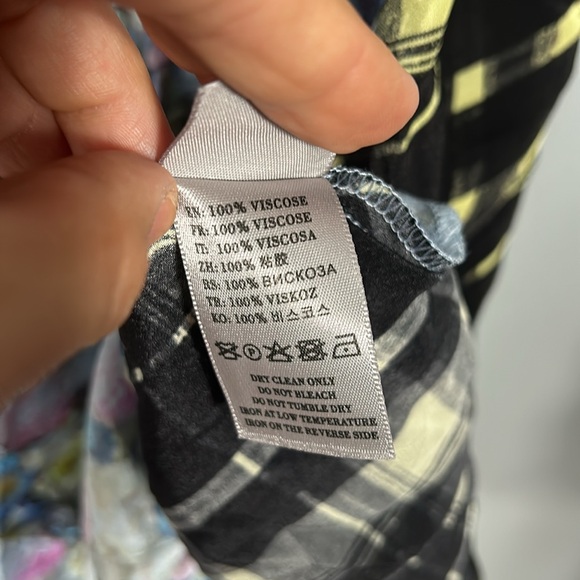 EN: 100% VISCOSE
FR: 100% VISCOSE
IT: 100% VISCOSA
ZH: 100% 粘胶
RS: 100% ВИСКОЗА
TR: 100% VISKOZ
KO: 100% 비스코스
DRY CLEAN ONLY
DO NOT BLEACH
DO NOT TUMBLE DRY
IRON AT LOW TEMPERATURE
IRON ON THE REVERSE SIDE